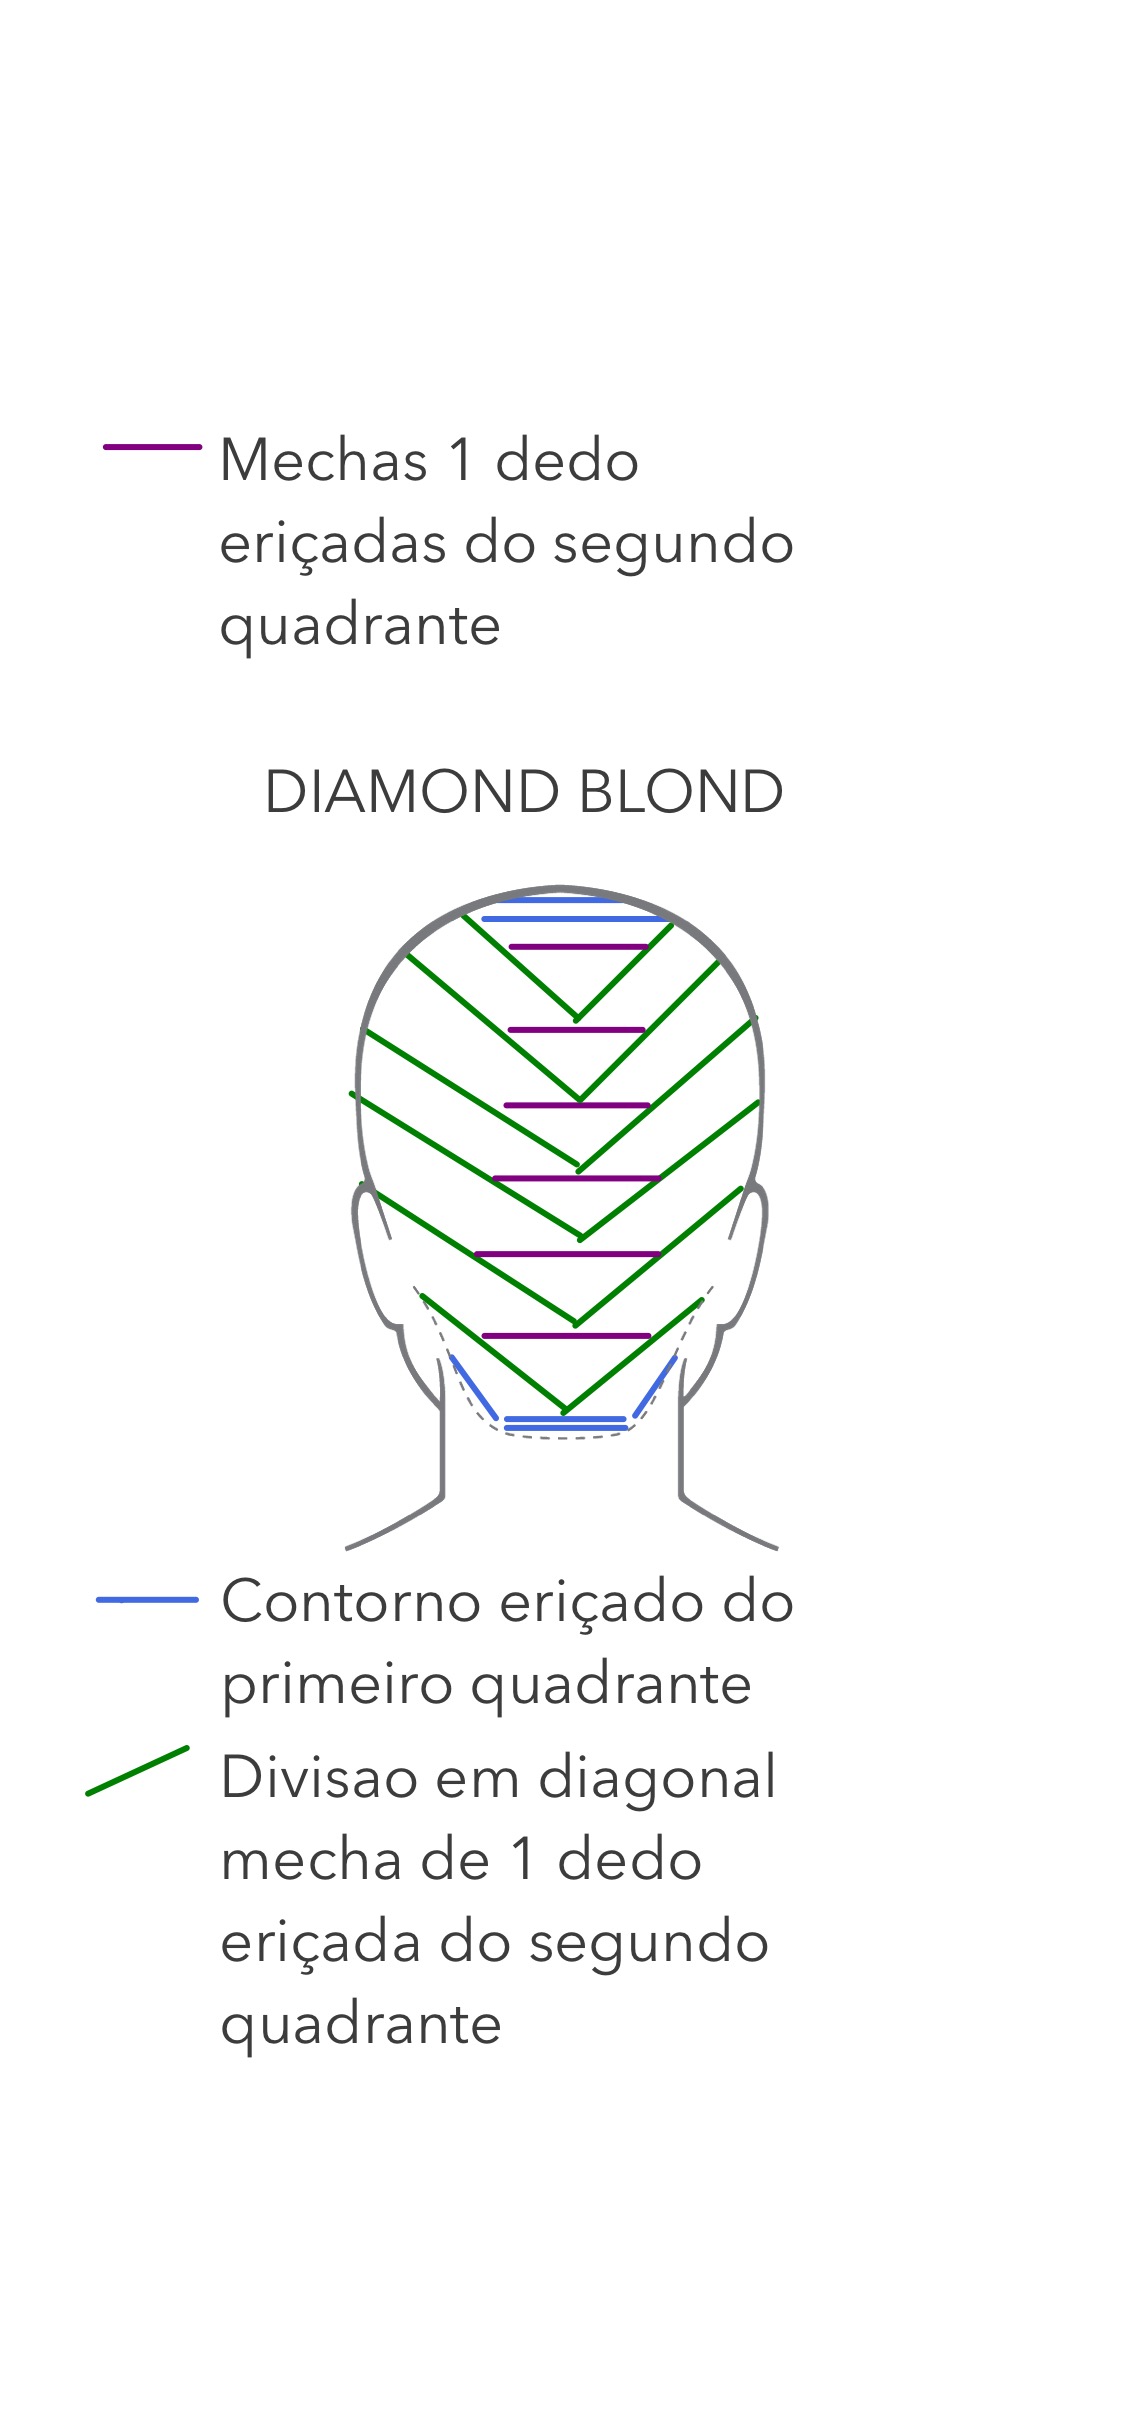 Mechas 1 dedo
eriçadas do segundo
quadrante
DIAMOND BLOND
Contorno eriçado do
primeiro quadrante
Divisao em diagonal
mecha de 1 dedo
eriçada do segundo
quadrante